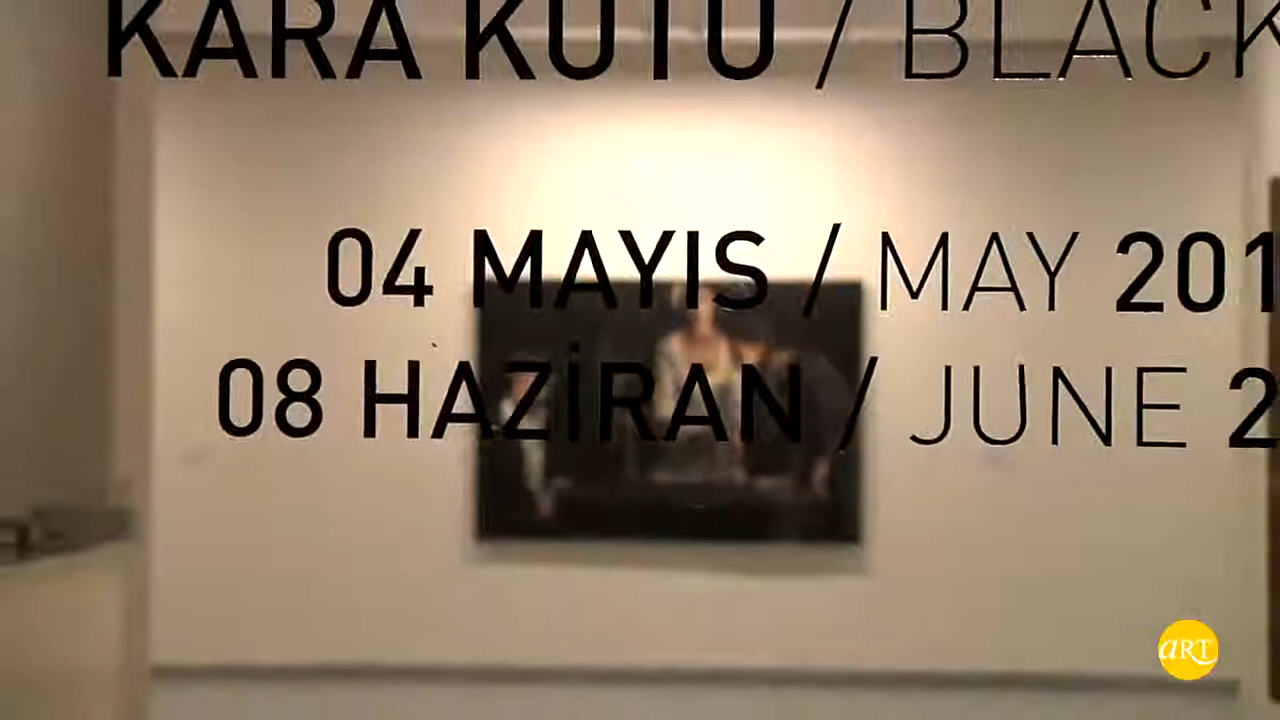 KARA KUTU / BLACK
04 MAYIS / MAY 201
08 HAZİRAN / JUNE 2
aRT